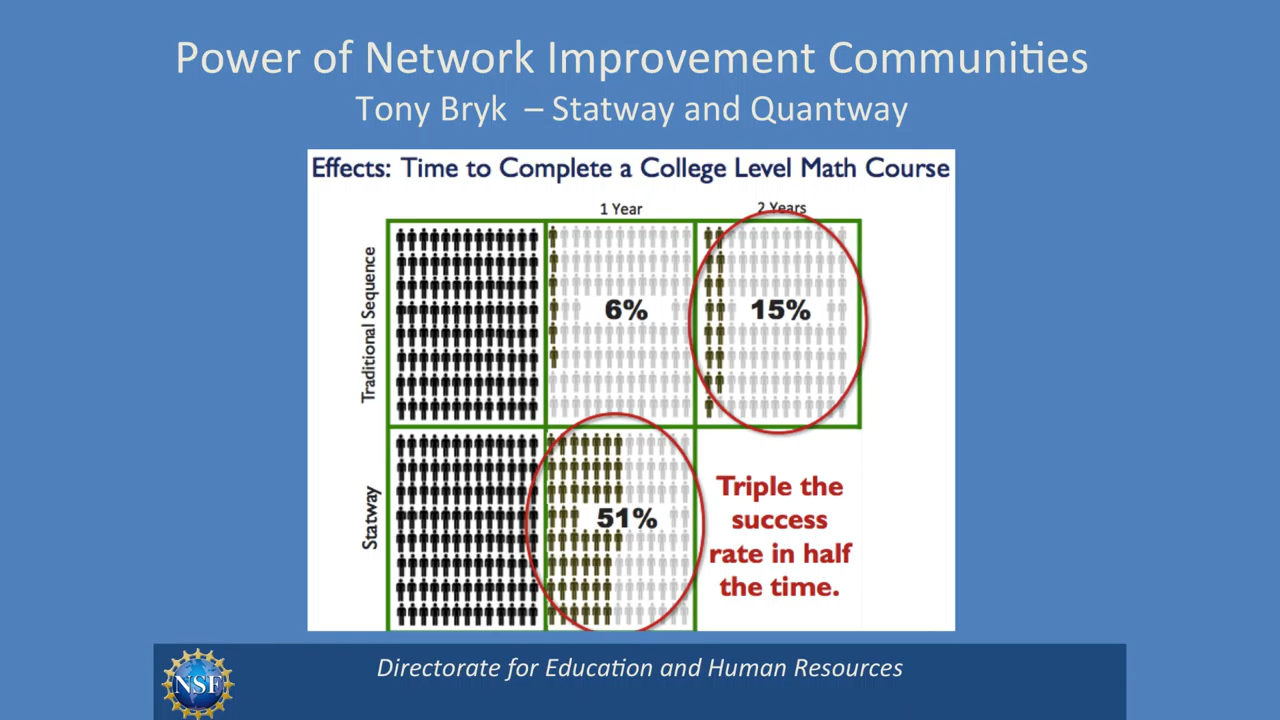 Power of Network Improvement Communities
Tony Bryk – Statway and Quantway
Effects: Time to Complete a College Level Math Course
1 Year
2 Years
Traditional Sequence
6%
15%
Statway
51%
Triple the
success
rate in half
the time.
Directorate for Education and Human Resources
NSF